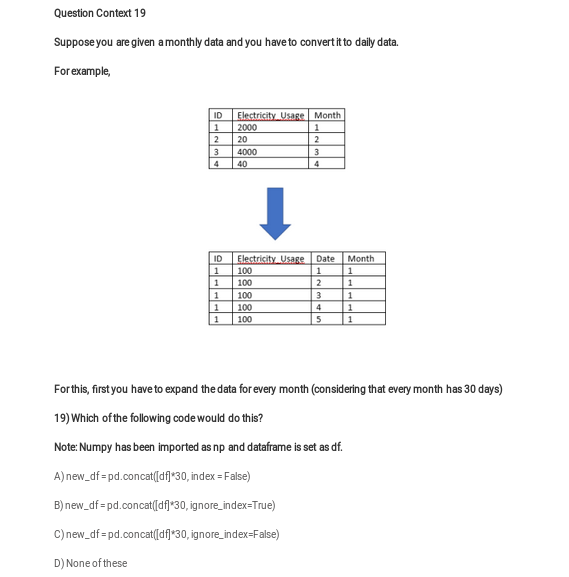 Question Context 19
Suppose you are given a monthly data and you have to convert it to daily data.
For example,
ID Electricity_Usage Month
1 2000 1
2 20 2
3 4000 3
4 40 4
ID Electricity_Usage Date Month
1 100 1 1
1 100 2 1
1 100 3 1
1 100 4 1
1 100 5 1
For this, first you have to expand the data for every month (considering that every month has 30 days)
19) Which of the following code would do this?
Note: Numpy has been imported as np and dataframe is set as df.
A) new_df = pd.concat([df]*30, index = False)
B) new_df = pd.concat([df]*30, ignore_index=True)
C) new_df = pd.concat([df]*30, ignore_index=False)
D) None of these